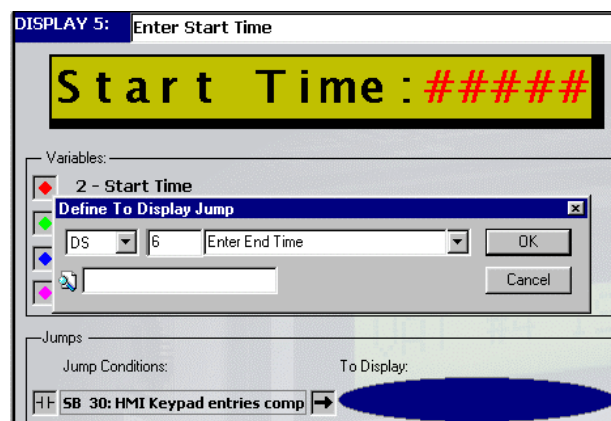 DISPLAY 5: Enter Start Time
Start Time:#####
Variables:
2 - Start Time
Define To Display Jump
DS 6 Enter End Time OK
Cancel
Jumps
Jump Conditions: To Display:
SB 30: HMI Keypad entries comp